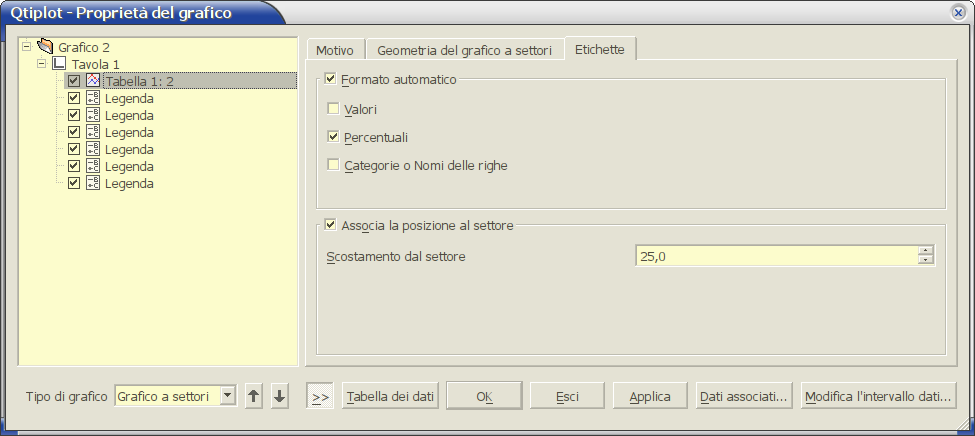 Qtiplot - Proprietà del grafico
Grafico 2
Tavola 1
Tabella 1: 2
Legenda
Legenda
Legenda
Legenda
Legenda
Legenda
Motivo
Geometria del grafico a settori
Etichette
Formato automatico
Valori
Percentuali
Categorie o Nomi delle righe
Associa la posizione al settore
Scostamento dal settore
25,0
Tipo di grafico
Grafico a settori
>>
Tabella dei dati
OK
Esci
Applica
Dati associati...
Modifica l'intervallo dati...